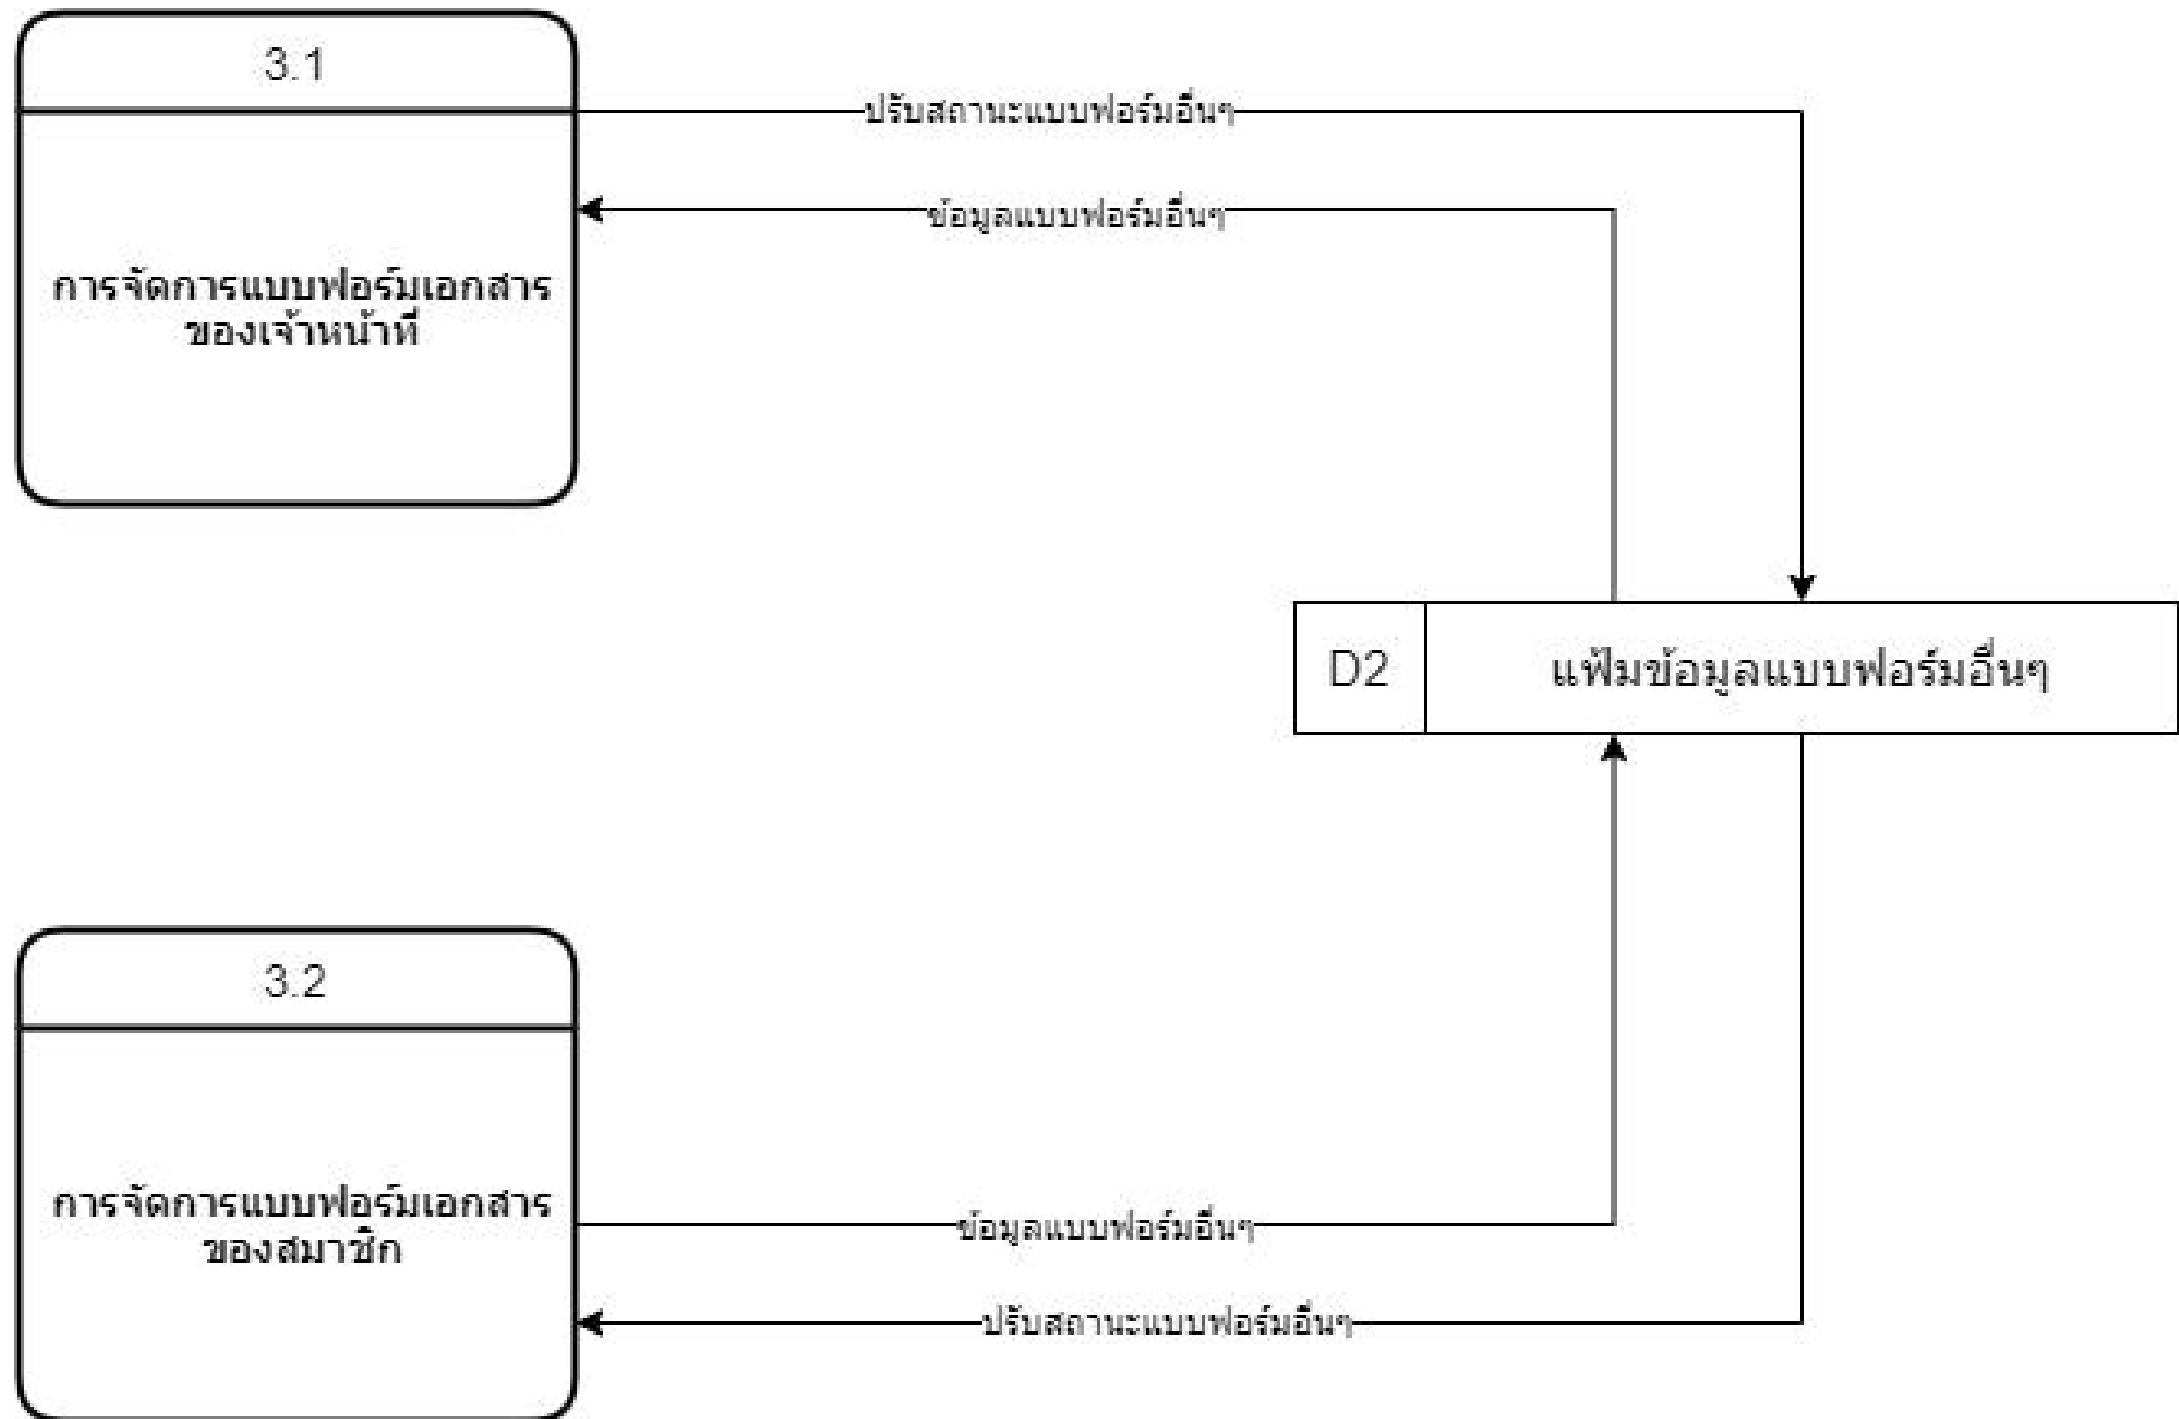 3.1
ปรับสถานะแบบฟอร์มอื่นๆ
ข้อมูลแบบฟอร์มอื่นๆ
การจัดการแบบฟอร์มเอกสาร
ของเจ้าหน้าที่
D2
แฟ้มข้อมูลแบบฟอร์มอื่นๆ
3.2
การจัดการแบบฟอร์มเอกสาร
ของสมาชิก
ข้อมูลแบบฟอร์มอื่นๆ
ปรับสถานะแบบฟอร์มอื่นๆ